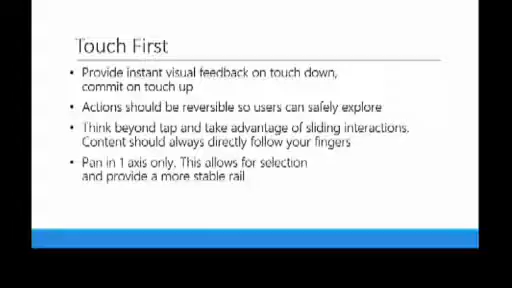 Touch First
• Provide instant visual feedback on touch down,
commit on touch up
• Actions should be reversible so users can safely explore
• Think beyond tap and take advantage of sliding interactions.
Content should always directly follow your fingers
• Pan in 1 axis only. This allows for selection
and provide a more stable rail